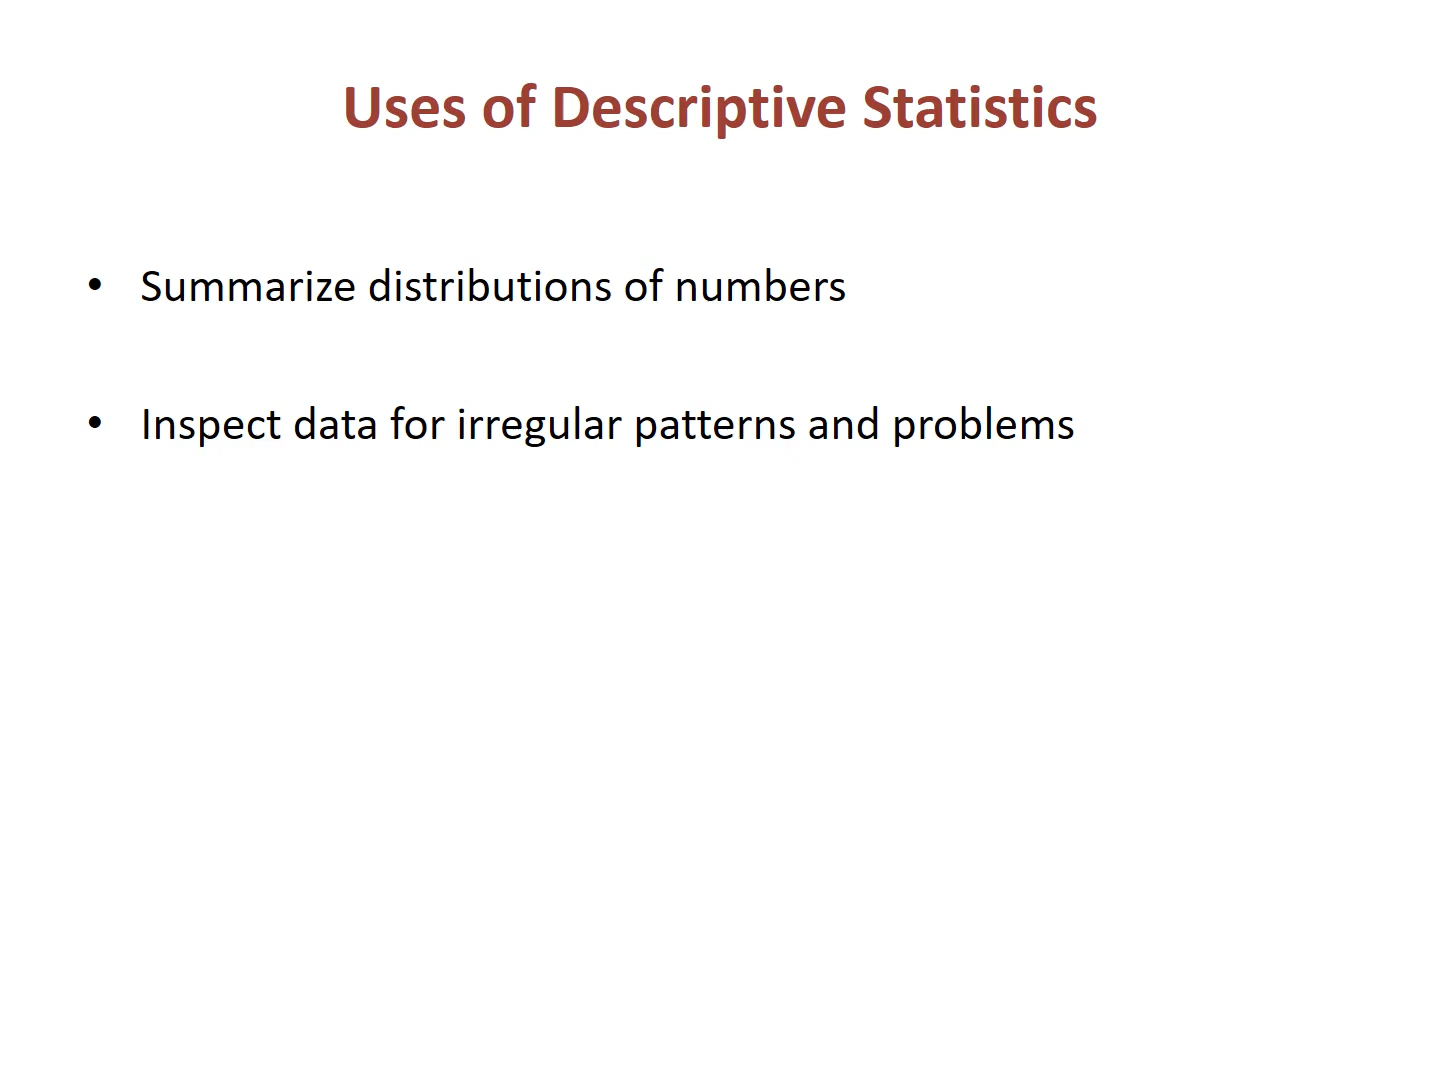 Uses of Descriptive Statistics
• Summarize distributions of numbers
• Inspect data for irregular patterns and problems